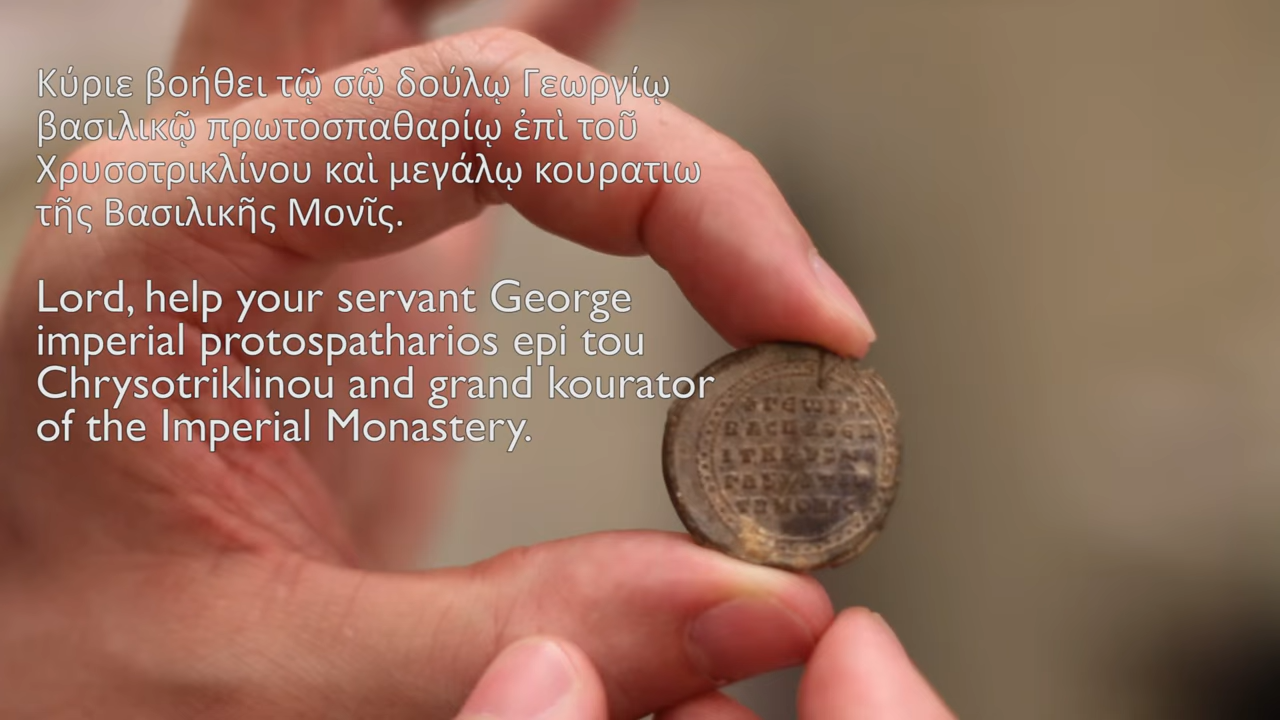 Κύριε βοήθει τῷ σῷ δούλῳ Γεωργίῳ
βασιλικῷ πρωτοσπαθαρίῳ ἐπὶ τοῦ
Χρυσοτρικλίνου καὶ μεγάλῳ κουρατιω
τῆς Βασιλικῆς Μονῖς.
Lord, help your servant George
imperial protospatharios epi tou
Chrysotriklinou and grand kourator
of the Imperial Monastery.